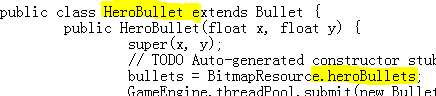 public class HeroBullet extends Bullet {
public HeroBullet(float x, float y) {
super(x, y);
// TODO Auto-generated constructor stub
bullets = BitmapResource.heroBullets;
GameEngine.threadPool.submit(new Bullet